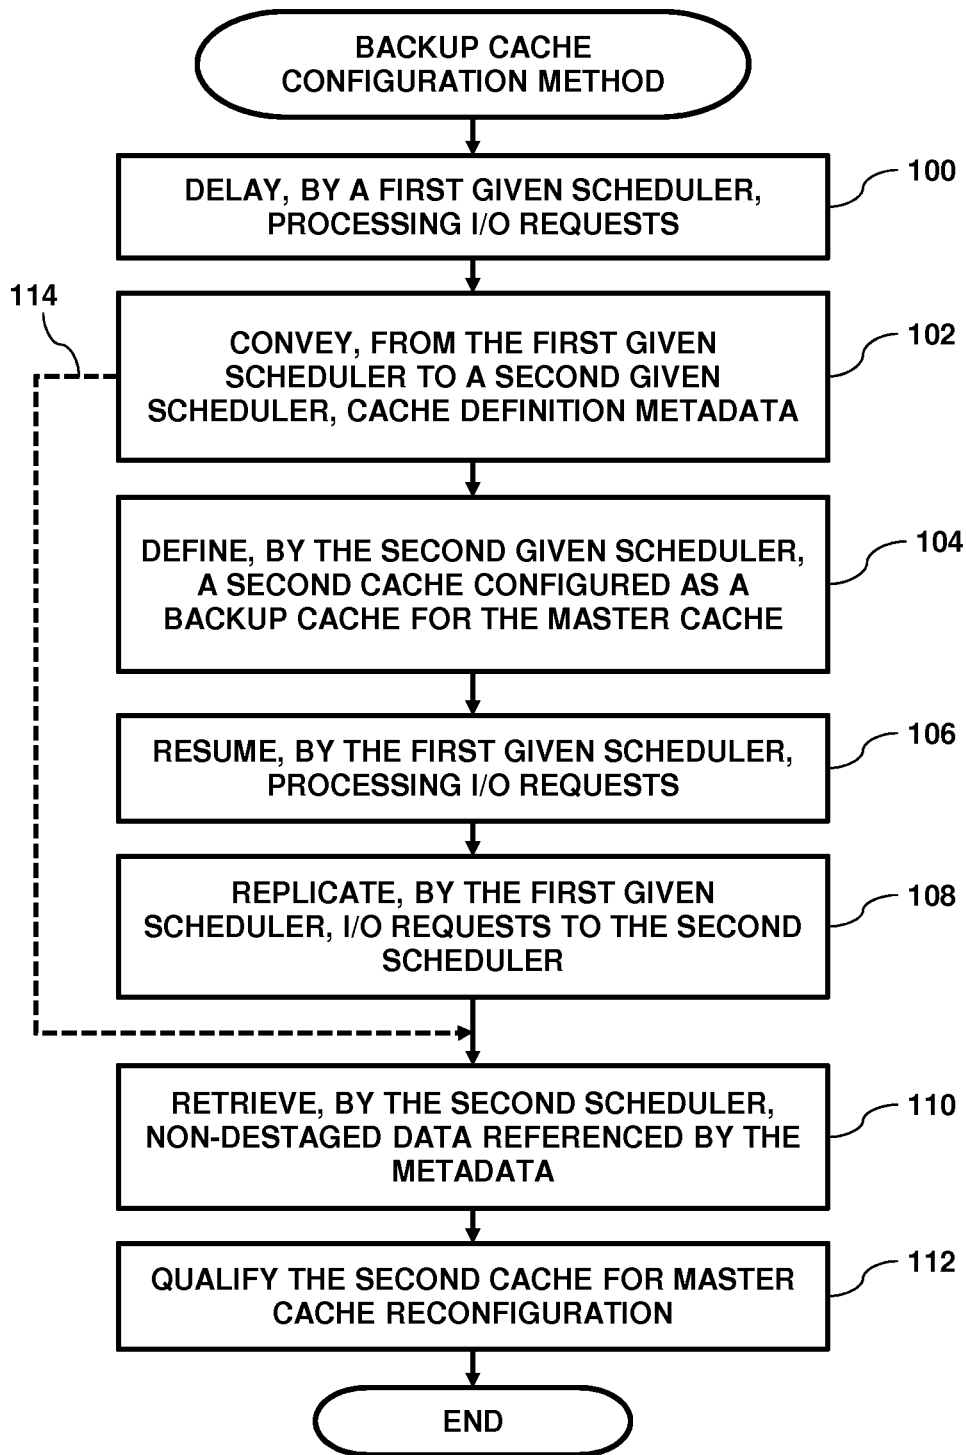 BACKUP CACHE
CONFIGURATION METHOD
DELAY, BY A FIRST GIVEN SCHEDULER,
PROCESSING I/O REQUESTS
100
114
CONVEY, FROM THE FIRST GIVEN
SCHEDULER TO A SECOND GIVEN
SCHEDULER, CACHE DEFINITION METADATA
102
DEFINE, BY THE SECOND GIVEN SCHEDULER,
A SECOND CACHE CONFIGURED AS A
BACKUP CACHE FOR THE MASTER CACHE
104
RESUME, BY THE FIRST GIVEN SCHEDULER,
PROCESSING I/O REQUESTS
106
REPLICATE, BY THE FIRST GIVEN
SCHEDULER, I/O REQUESTS TO THE SECOND
SCHEDULER
108
RETRIEVE, BY THE SECOND SCHEDULER,
NON-DESTAGED DATA REFERENCED BY THE
METADATA
110
QUALIFY THE SECOND CACHE FOR MASTER
CACHE RECONFIGURATION
112
END